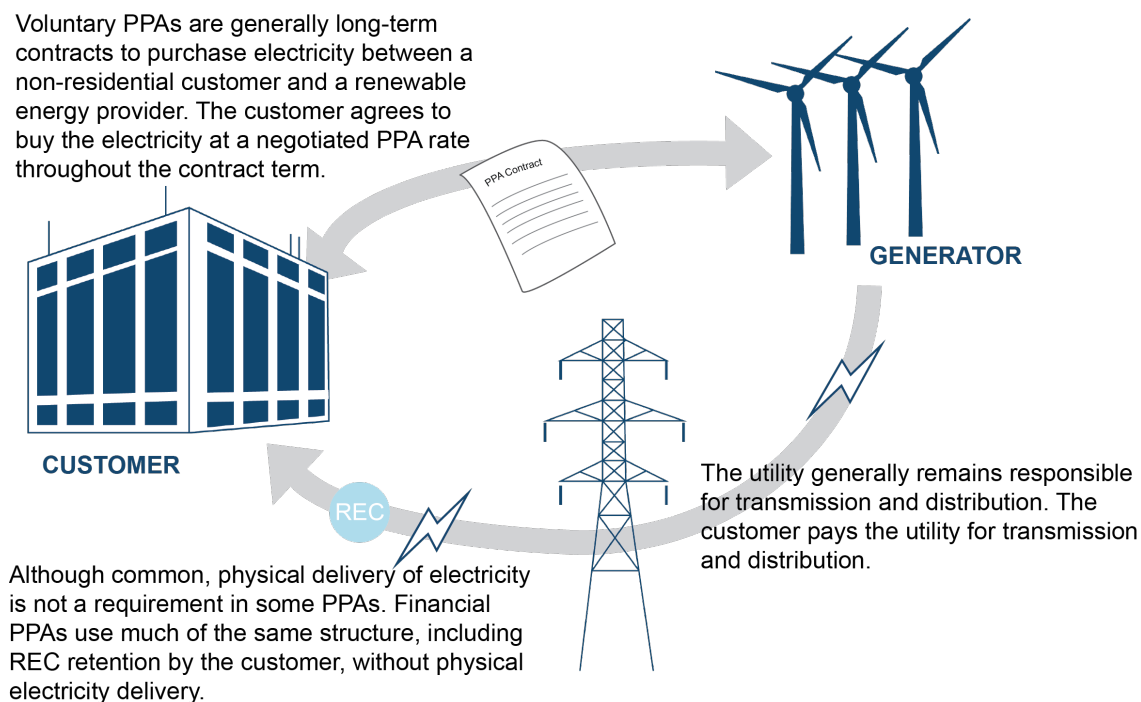 Voluntary PPAs are generally long-term
contracts to purchase electricity between a
non-residential customer and a renewable
energy provider. The customer agrees to
buy the electricity at a negotiated PPA rate
throughout the contract term.
PPA Contract
GENERATOR
CUSTOMER
REC
The utility generally remains responsible
for transmission and distribution. The
customer pays the utility for transmission
and distribution.
Although common, physical delivery of electricity
is not a requirement in some PPAs. Financial
PPAs use much of the same structure, including
REC retention by the customer, without physical
electricity delivery.